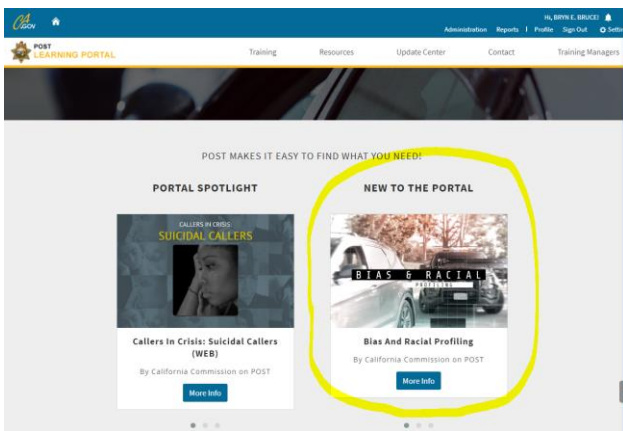 CA
.GOV
HI, BRYN E. BRUCE!
Administration Reports | Profile Sign Out Settin
POST
LEARNING PORTAL
Training Resources Update Center Contact Training Managers
POST MAKES IT EASY TO FIND WHAT YOU NEED!
PORTAL SPOTLIGHT
CALLERS IN CRISIS:
SUICIDAL CALLERS
Callers In Crisis: Suicidal Callers
(WEB)
By California Commission on POST
More Info
NEW TO THE PORTAL
BIAS & RACIAL
PROFILING
Bias And Racial Profiling
By California Commission on POST
More Info